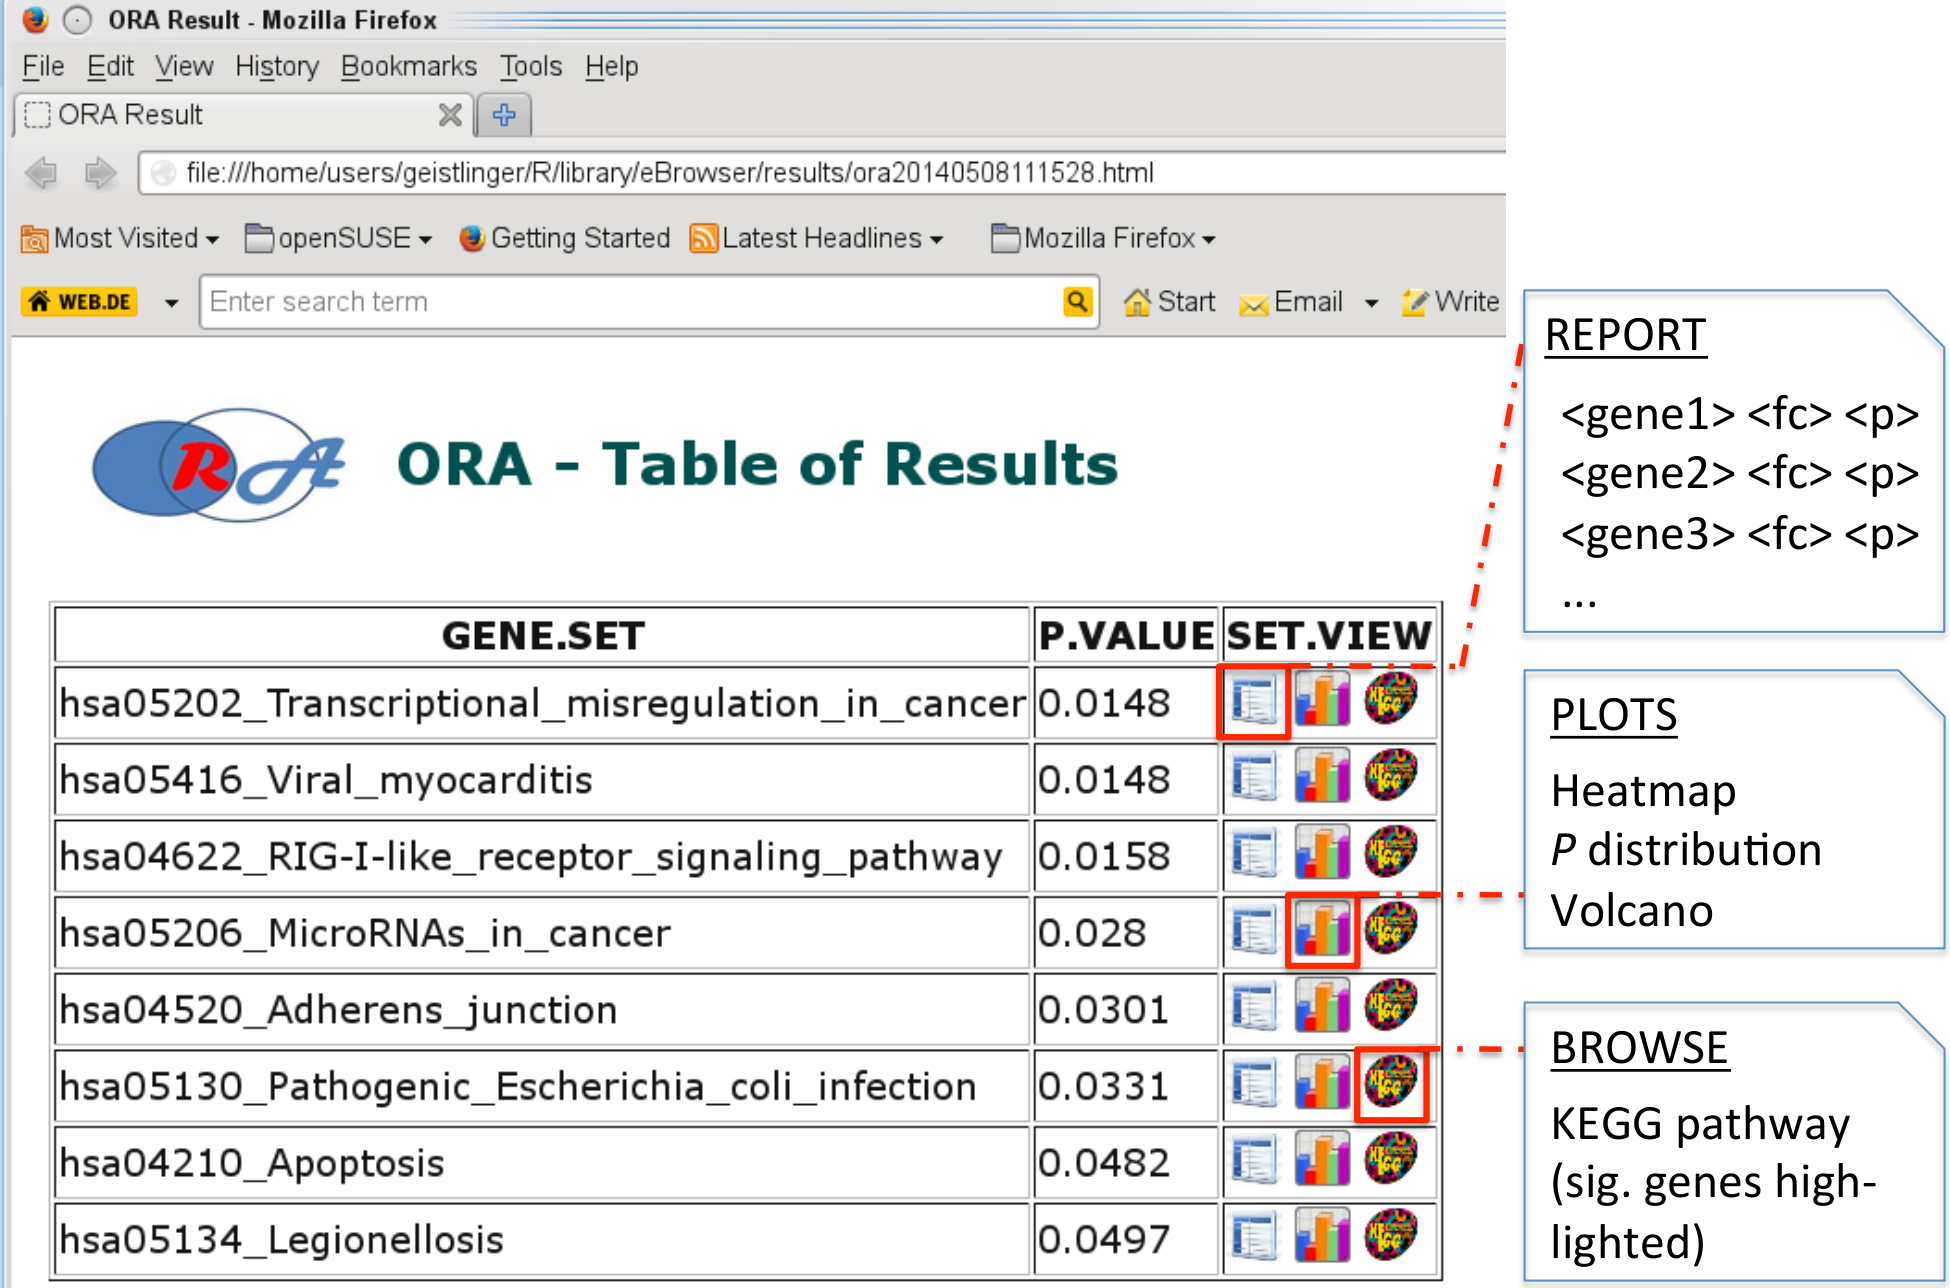 ORA Result - Mozilla Firefox
File Edit View History Bookmarks Tools Help
ORA Result
file:///home/users/geistlinger/R/library/eBrowser/results/ora20140508111528.html
Most Visited openSUSE Getting Started Latest Headlines Mozilla Firefox
WEB.DE Enter search term Start Email Write
RA ORA - Table of Results
GENE.SET P.VALUE SET.VIEW
hsa05202_Transcriptional_misregulation_in_cancer 0.0148
hsa05416_Viral_myocarditis 0.0148
hsa04622_RIG-I-like_receptor_signaling_pathway 0.0158
hsa05206_MicroRNAs_in_cancer 0.028
hsa04520_Adherens_junction 0.0301
hsa05130_Pathogenic_Escherichia_coli_infection 0.0331
hsa04210_Apoptosis 0.0482
hsa05134_Legionellosis 0.0497
REPORT
<gene1> <fc> <p>
<gene2> <fc> <p>
<gene3> <fc> <p>
...
PLOTS
Heatmap
P distribution
Volcano
BROWSE
KEGG pathway
(sig. genes high-
lighted)